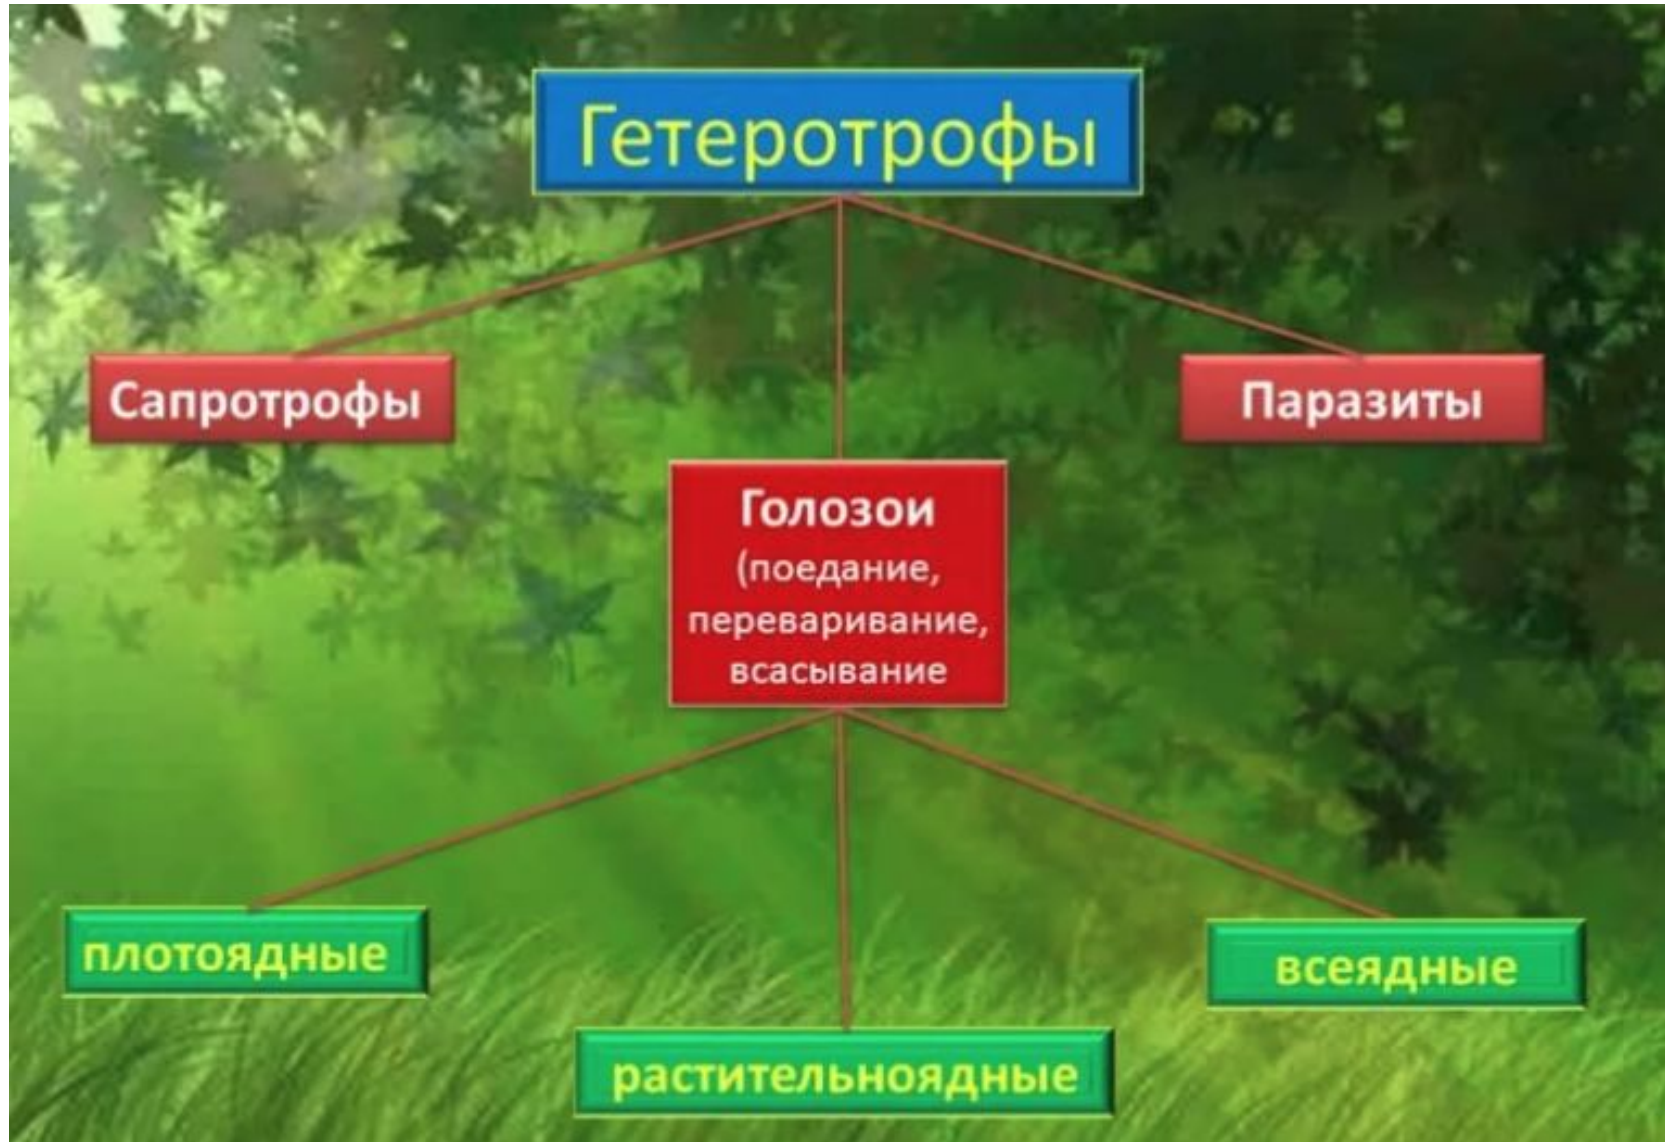 Гетеротрофы
Сапротрофы
Паразиты
Голозои
(поедание,
переваривание,
всасывание
плотоядные
всеядные
растительноядные